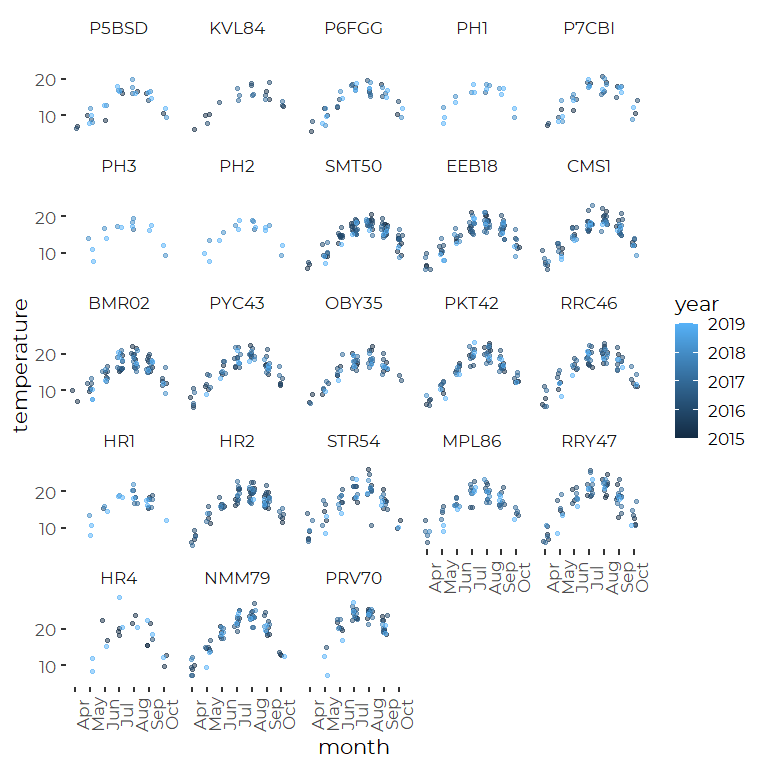 P5BSD KVL84 P6FGG PH1 P7CBI
20
10
PH3 PH2 SMT50 EEB18 CMS1
20
10
year
2019
2018
2017
2016
2015
temperature
BMR02 PYC43 OBY35 PKT42 RRC46
20
10
HR1 HR2 STR54 MPL86 RRY47
20
10
Apr May Jun Jul Aug Sep Oct Apr May Jun Jul Aug Sep Oct
HR4 NMM79 PRV70
20
10
Apr May Jun Jul Aug Sep Oct Apr May Jun Jul Aug Sep Oct Apr May Jun Jul Aug Sep Oct
month